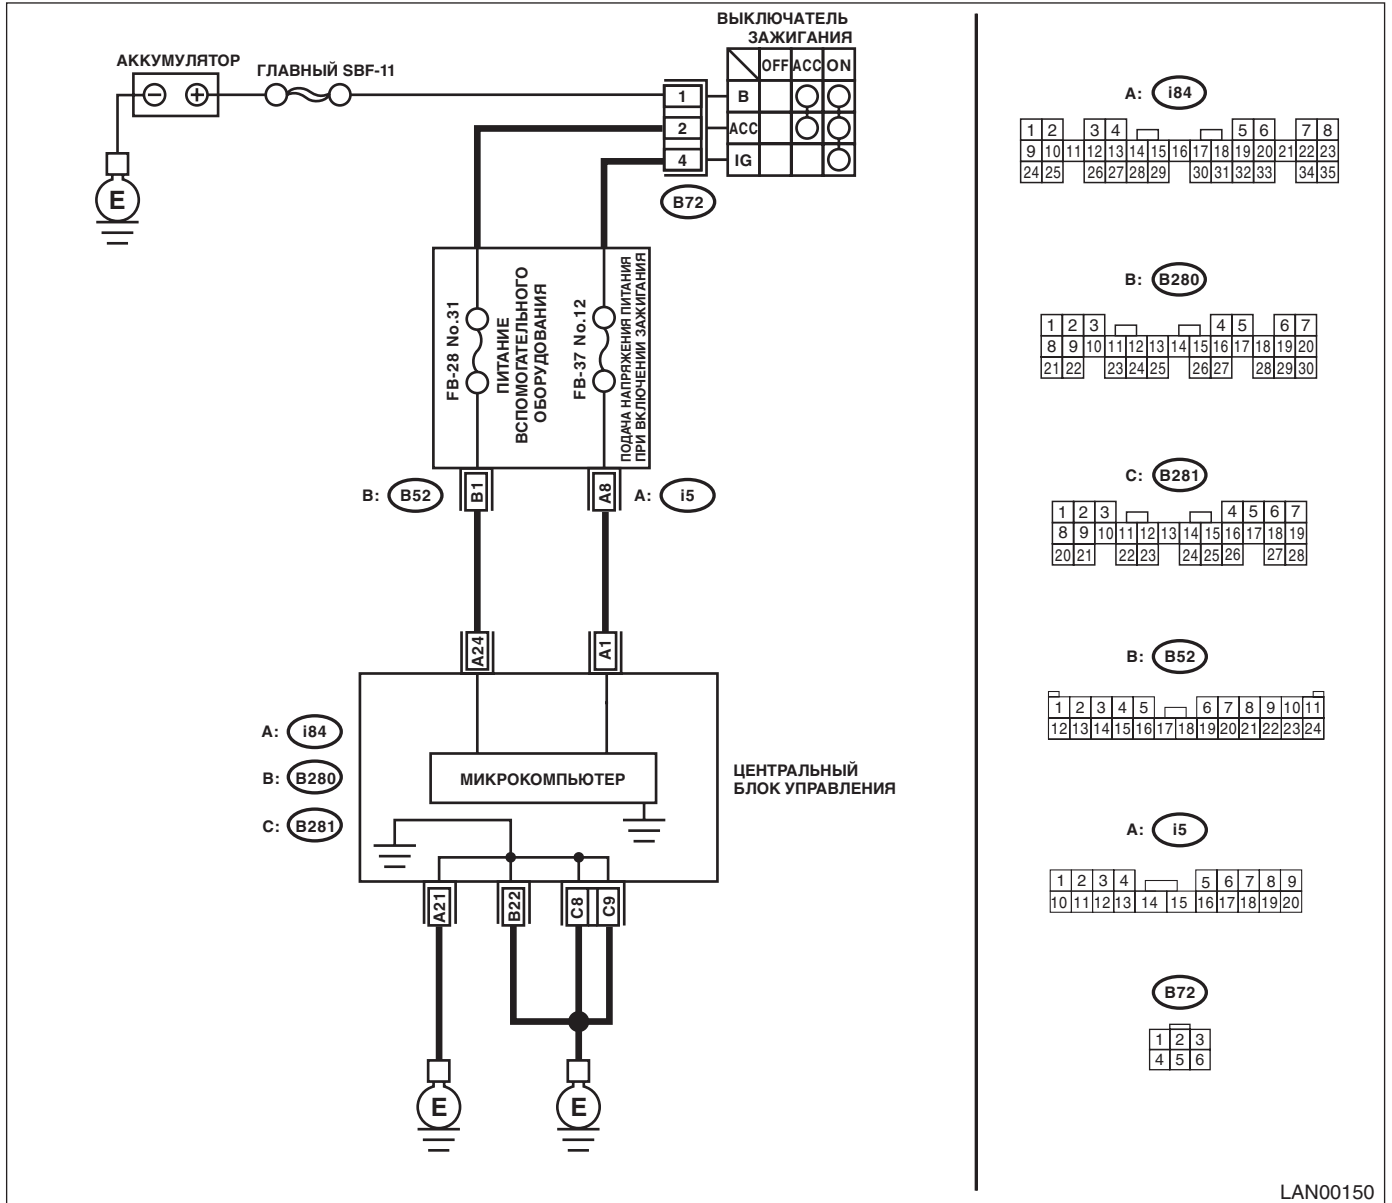 ВЫКЛЮЧАТЕЛЬ
ЗАЖИГАНИЯ
АККУМУЛЯТОР
ГЛАВНЫЙ SBF-11
OFF ACC ON
1 B
2 ACC
4 IG
E
B72
FB-28 No.31
ПИТАНИЕ
ВСПОМОГАТЕЛЬНОГО
ОБОРУДОВАНИЯ
FB-37 No.12
ПОДАЧА НАПРЯЖЕНИЯ ПИТАНИЯ
ПРИ ВКЛЮЧЕНИИ ЗАЖИГАНИЯ
B: B52
B1
A8
A: i5
A24
A1
A: i84
B: B280
C: B281
МИКРОКОМПЬЮТЕР
ЦЕНТРАЛЬНЫЙ
БЛОК УПРАВЛЕНИЯ
A21
B22
C8
C9
E
E
A: i84
1 2 3 4 5 6 7 8
9 10 11 12 13 14 15 16 17 18 19 20 21 22 23
24 25 26 27 28 29 30 31 32 33 34 35
B: B280
1 2 3 4 5 6 7
8 9 10 11 12 13 14 15 16 17 18 19 20
21 22 23 24 25 26 27 28 29 30
C: B281
1 2 3 4 5 6 7
8 9 10 11 12 13 14 15 16 17 18 19
20 21 22 23 24 25 26 27 28
B: B52
1 2 3 4 5 6 7 8 9 10 11
12 13 14 15 16 17 18 19 20 21 22 23 24
A: i5
1 2 3 4 5 6 7 8 9
10 11 12 13 14 15 16 17 18 19 20
B72
1 2 3
4 5 6
LAN00150